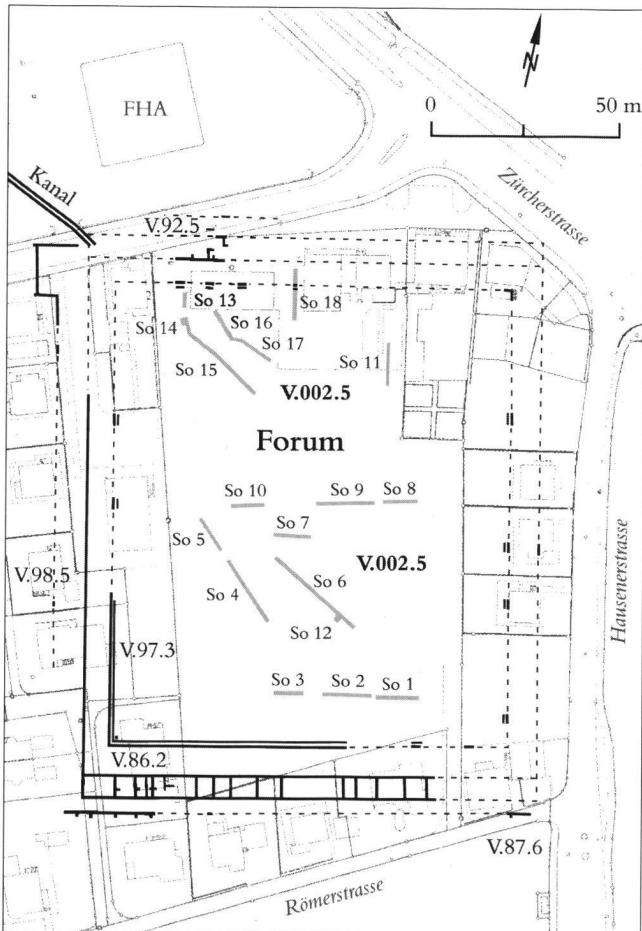 N
0 50 m
FHA
Kanal
Zürcherstrasse
V.92.5
So 13
So 18
So 14
So 16
So 17
So 11
So 15
V.002.5
Forum
So 10
So 9
So 8
So 7
So 5
V.002.5
V.98.5
So 6
So 4
Hausenerstrasse
So 12
V.97.3
So 3
So 2
So 1
V.86.2
V.87.6
Römerstrasse